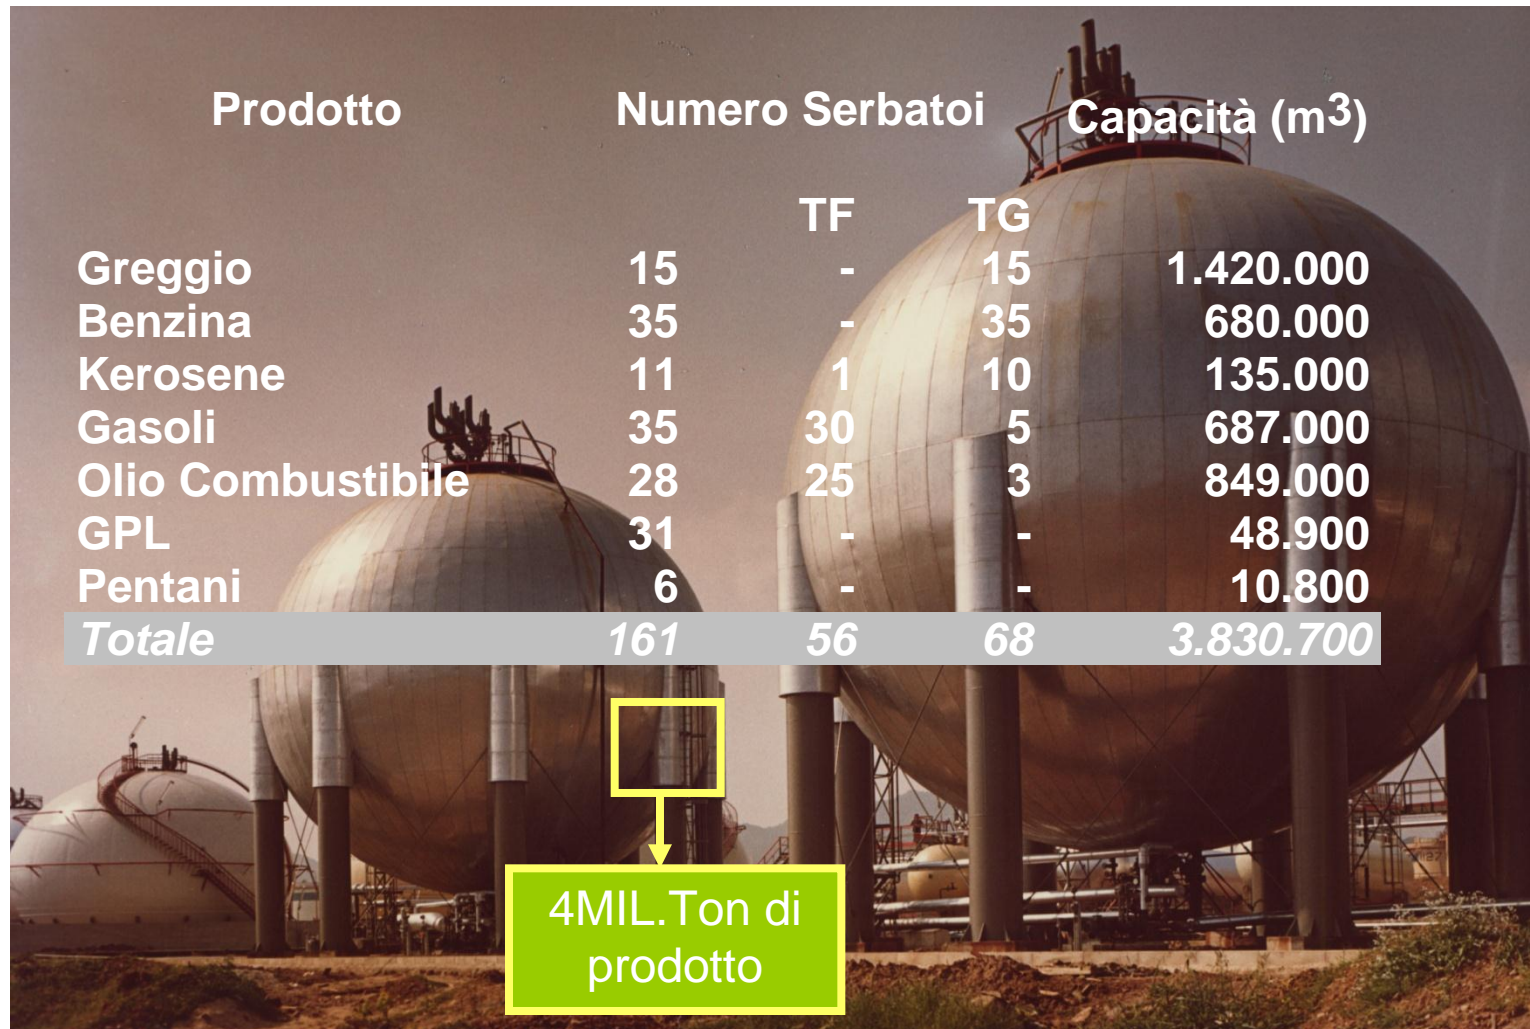 Prodotto Numero Serbatoi Capacità (m3)
TF TG
Greggio 15 - 15 1.420.000
Benzina 35 - 35 680.000
Kerosene 11 1 10 135.000
Gasoli 35 30 5 687.000
Olio Combustibile 28 25 3 849.000
GPL 31 - - 48.900
Pentani 6 - - 10.800
Totale 161 56 68 3.830.700
4MIL.Ton di
prodotto